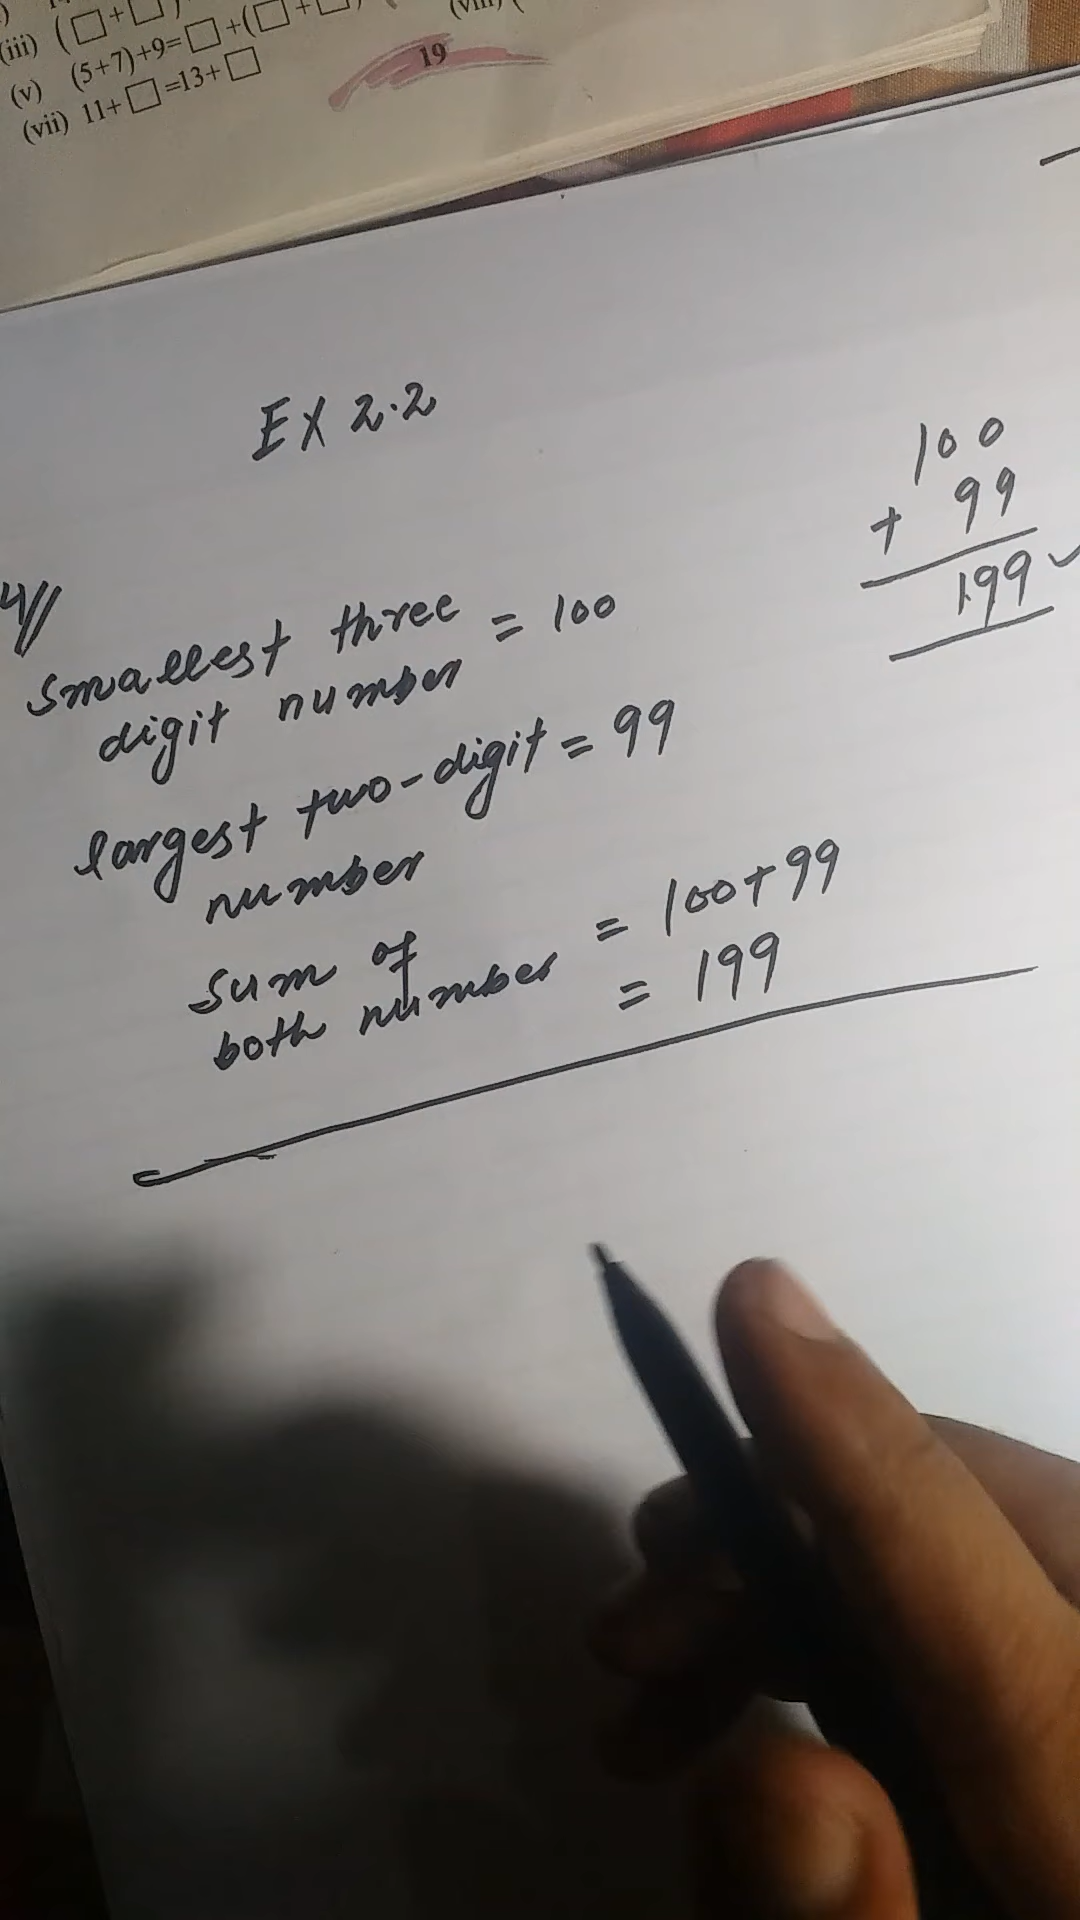 (iii) (□+□)
(v) (5+7)+9=□+(□+□)
(vii) 11+□=13+□
(viii) (
19
EX 2.2
100
+ 99
199
4//
Smallest three = 100
digit number
largest two-digit = 99
number
Sum of
both number = 100+99
= 199